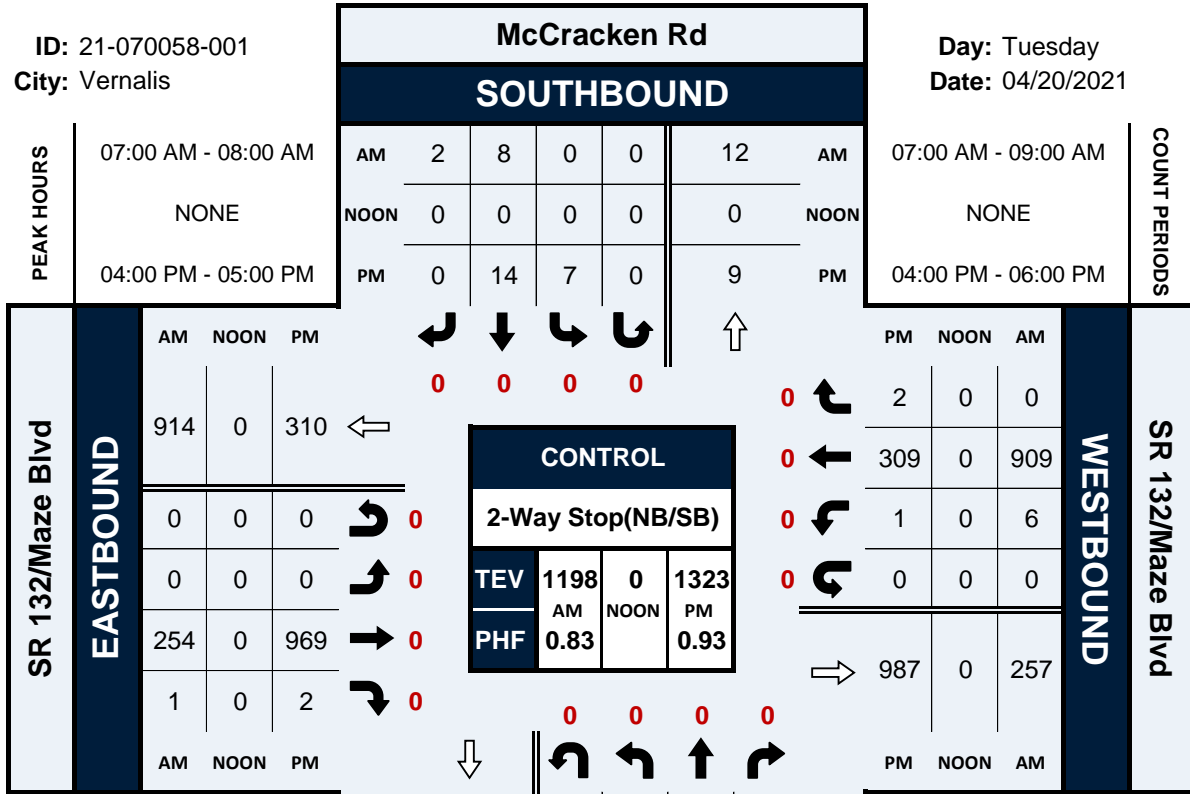 ID: 21-070058-001
City: Vernalis
McCracken Rd
SOUTHBOUND
Day: Tuesday
Date: 04/20/2021
PEAK HOURS
07:00 AM - 08:00 AM
NONE
04:00 PM - 05:00 PM
AM 2 8 0 0 12 AM
NOON 0 0 0 0 0 NOON
PM 0 14 7 0 9 PM
07:00 AM - 09:00 AM
NONE
04:00 PM - 06:00 PM
COUNT PERIODS
0 0 0 0
SR 132/Maze Blvd
EASTBOUND
AM NOON PM
914 0 310
0 0 0 0
0 0 0 0
254 0 969 0
1 0 2 0
AM NOON PM
CONTROL
2-Way Stop(NB/SB)
TEV 1198 0 1323
AM NOON PM
PHF 0.83 0.93
PM NOON AM
0 2 0 0
0 309 0 909
0 1 0 6
0 0 0 0
987 0 257
PM NOON AM
WESTBOUND
SR 132/Maze Blvd
0 0 0 0